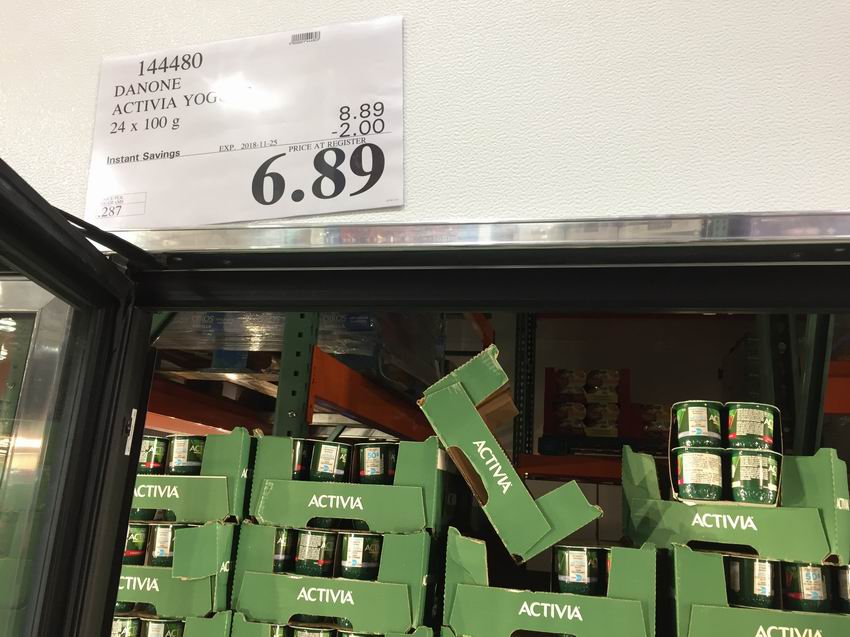 144480
DANONE
ACTIVIA YOG
24 x 100 g
8.89
-2.00
Instant Savings
EXP. 2018-11-25
PRICE AT REGISTER
6.89
.287
ACTIVIA
ACTIVIA
ACTIVIA
ACTIVIA
ACTIVIA
ACTIVIA
ACTIVIA
ACTIVIA